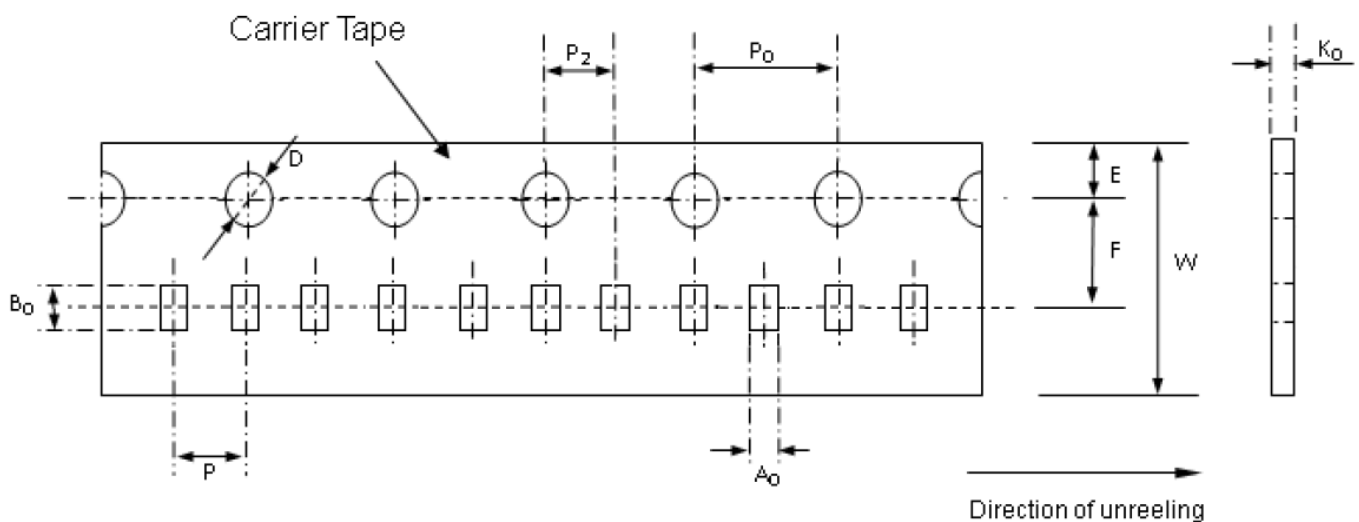 Carrier Tape
P2
P0
K0
D
E
F
W
B0
P
A0
Direction of unreeling